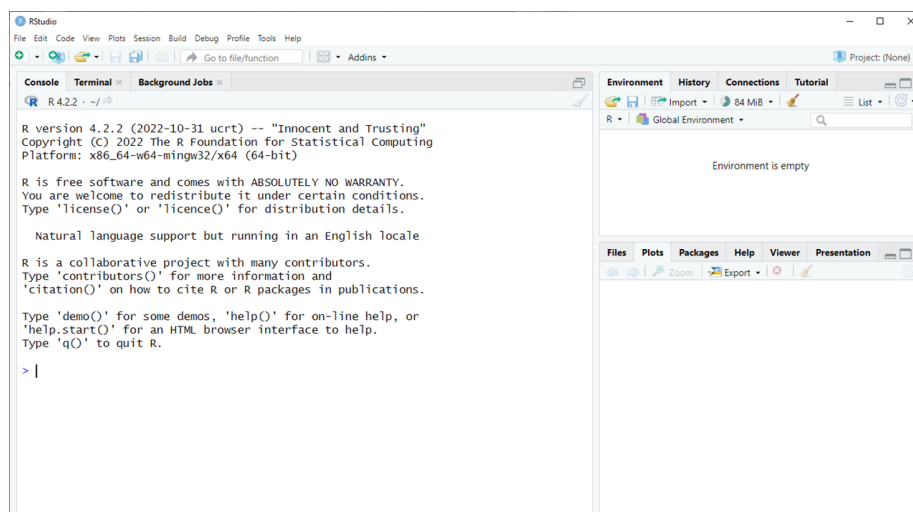 RStudio
File Edit Code View Plots Session Build Debug Profile Tools Help
Go to file/function Addins Project: (None)
Console Terminal Background Jobs
R 4.2.2 · ~/
R version 4.2.2 (2022-10-31 ucrt) -- "Innocent and Trusting"
Copyright (C) 2022 The R Foundation for Statistical Computing
Platform: x86_64-w64-mingw32/x64 (64-bit)
R is free software and comes with ABSOLUTELY NO WARRANTY.
You are welcome to redistribute it under certain conditions.
Type 'license()' or 'licence()' for distribution details.
Natural language support but running in an English locale
R is a collaborative project with many contributors.
Type 'contributors()' for more information and
'citation()' on how to cite R or R packages in publications.
Type 'demo()' for some demos, 'help()' for on-line help, or
'help.start()' for an HTML browser interface to help.
Type 'q()' to quit R.
>
Environment History Connections Tutorial
Import 84 MiB List
R Global Environment
Environment is empty
Files Plots Packages Help Viewer Presentation
Zoom Export